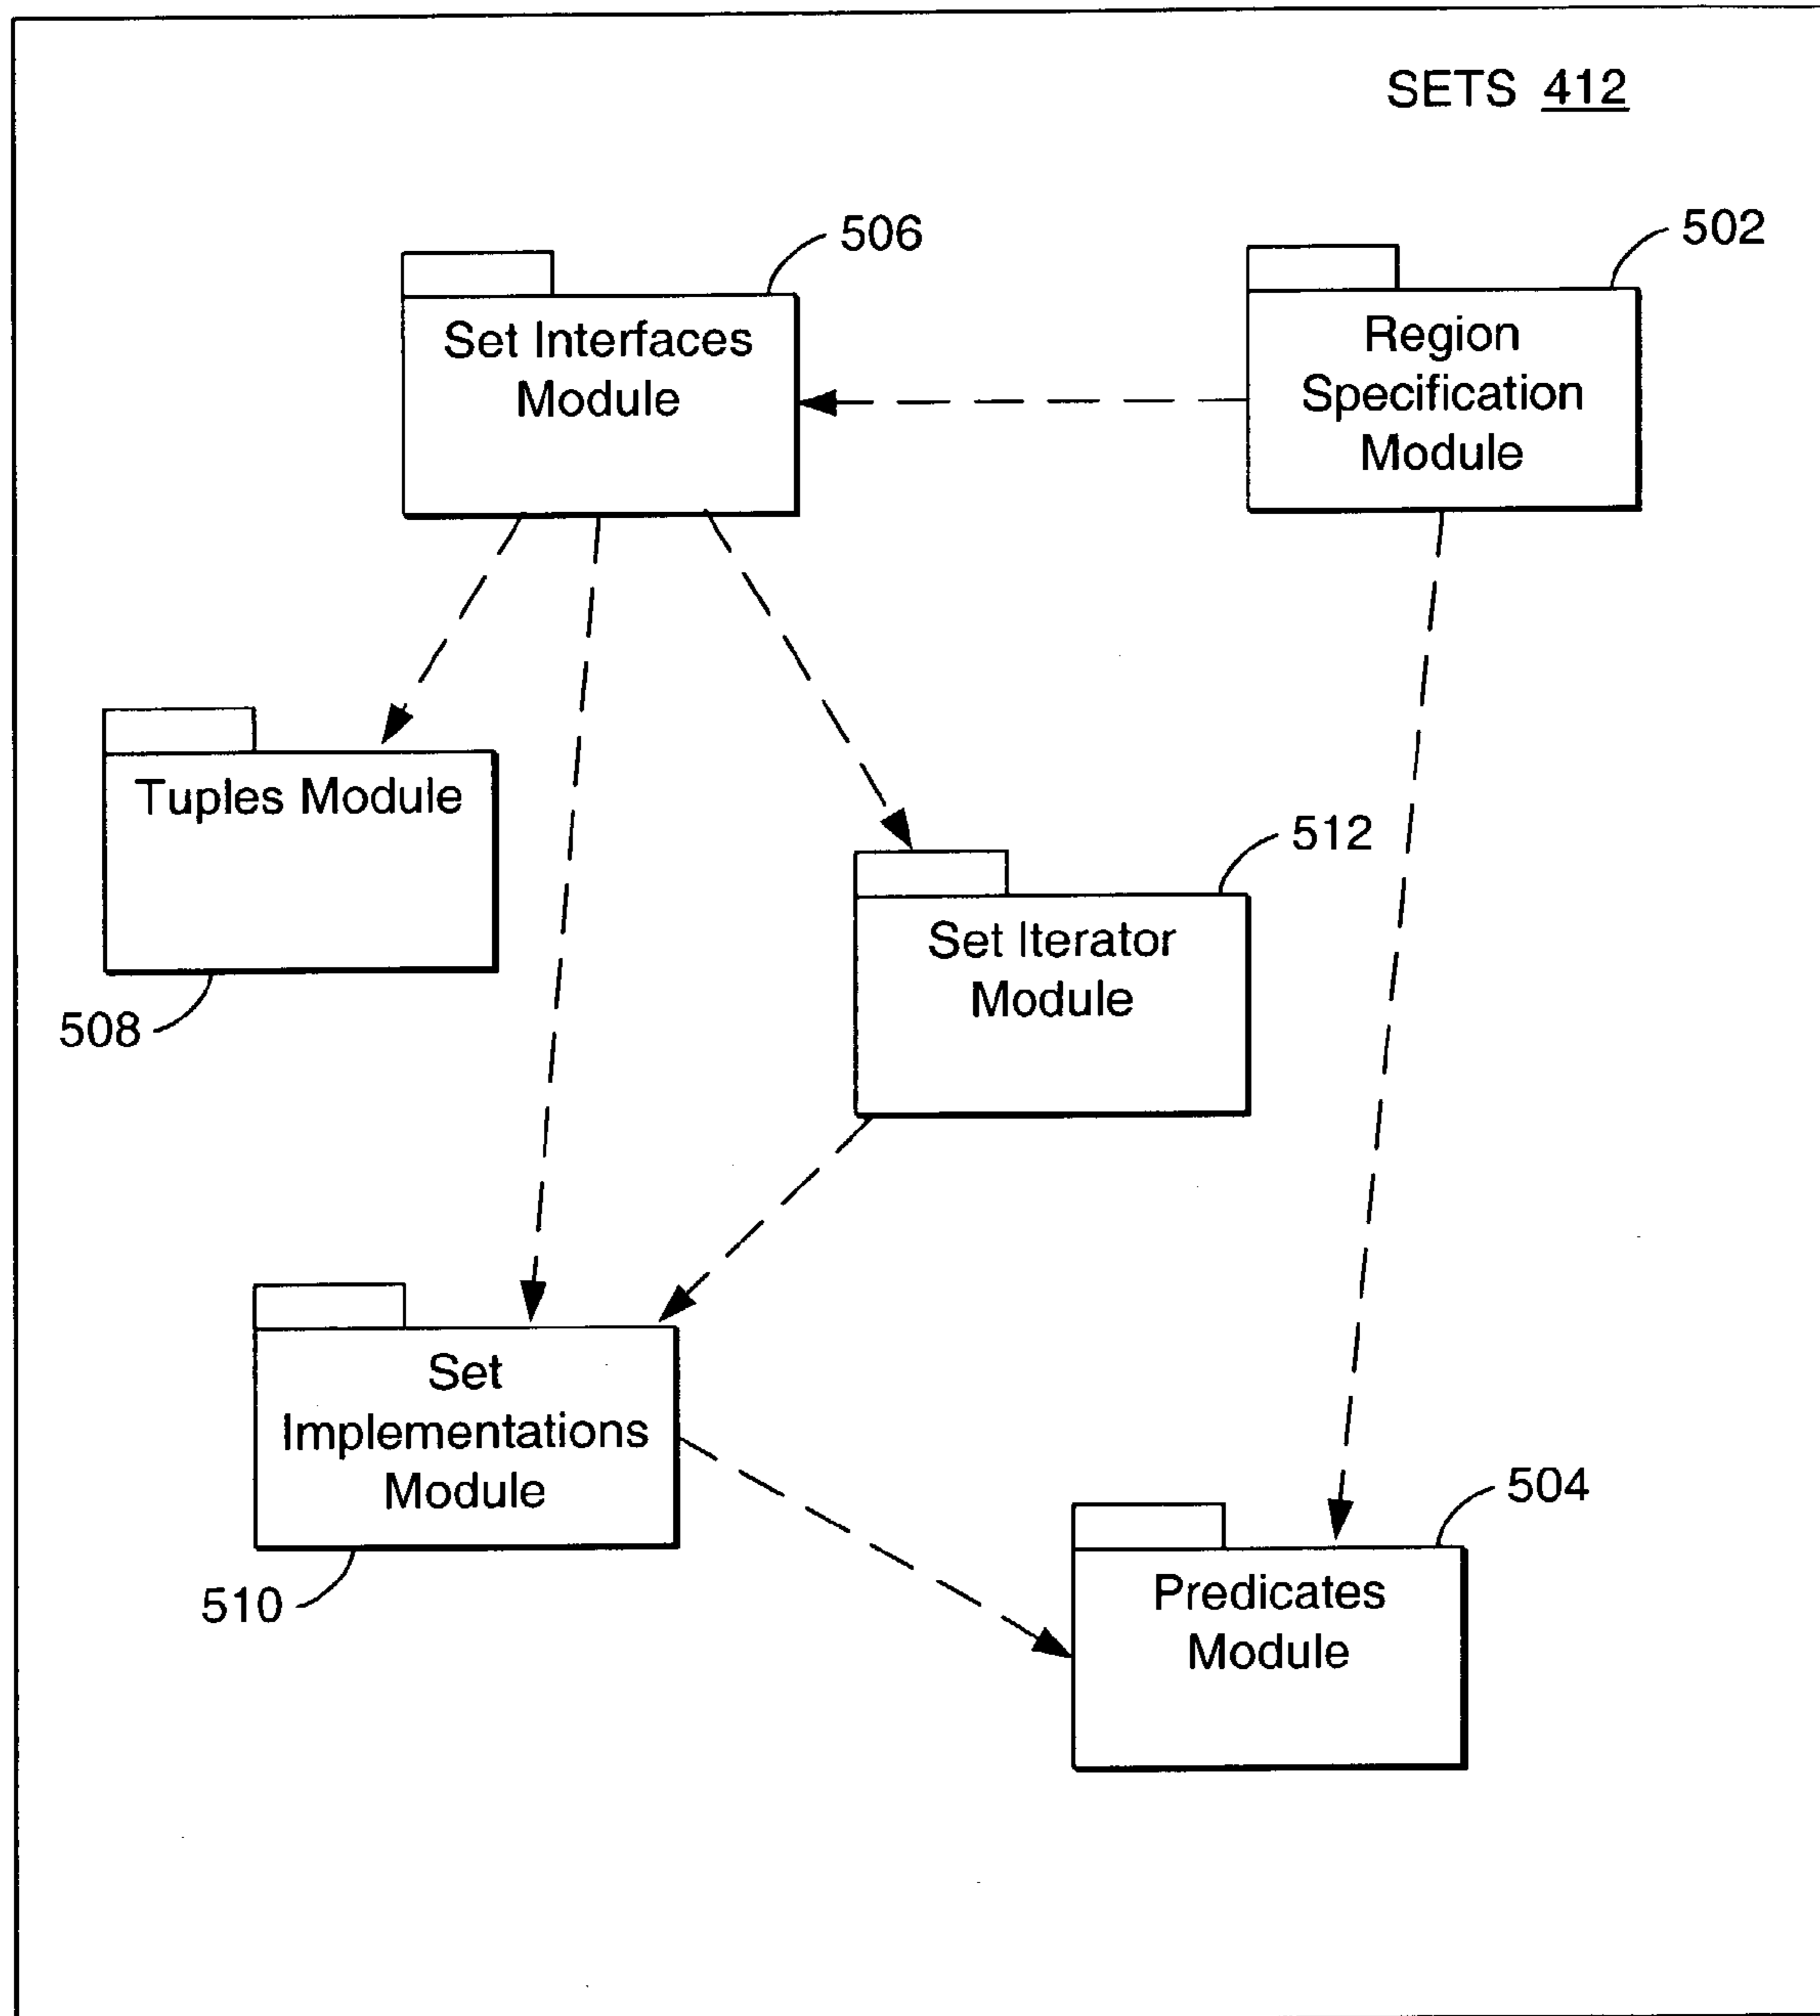 SETS 412
506
502
Set Interfaces
Module
Region
Specification
Module
Tuples Module
512
Set Iterator
Module
508
Set
Implementations
Module
504
510
Predicates
Module